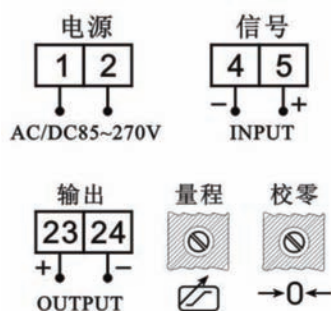 电源 信号
1 2 4 5
- +
AC/DC85~270V INPUT
输出 量程 校零
23 24
+ -
OUTPUT →0←